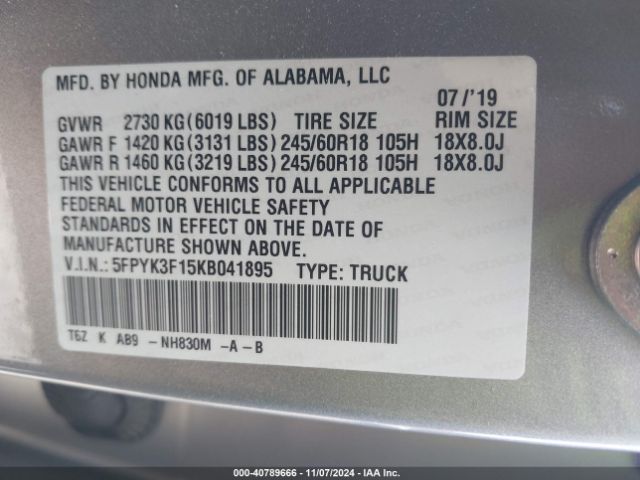 MFD. BY HONDA MFG. OF ALABAMA, LLC
07 /'19
GVWR 2730 KG (6019 LBS) TIRE SIZE RIM SIZE
GAWR F 1420 KG (3131 LBS) 245/60R18 105H 18X8.0J
GAWR R 1460 KG (3219 LBS) 245/60R18 105H 18X8.0J
THIS VEHICLE CONFORMS TO ALL APPLICABLE
FEDERAL MOTOR VEHICLE SAFETY
STANDARDS IN EFFECT ON THE DATE OF
MANUFACTURE SHOWN ABOVE.
V.I.N.: 5FPYK3F15KB041895 TYPE: TRUCK
T6Z K AB9 -NH830M -A-B
000-40789666 - 11/07/2024 - IAA Inc.